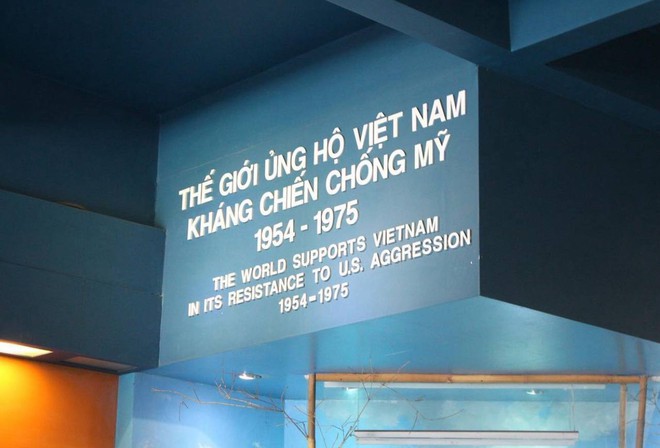 THẾ GIỚI ỦNG HỘ VIỆT NAM
KHÁNG CHIẾN CHỐNG MỸ
1954 - 1975
THE WORLD SUPPORTS VIETNAM
IN ITS RESISTANCE TO U.S. AGGRESSION
1954-1975